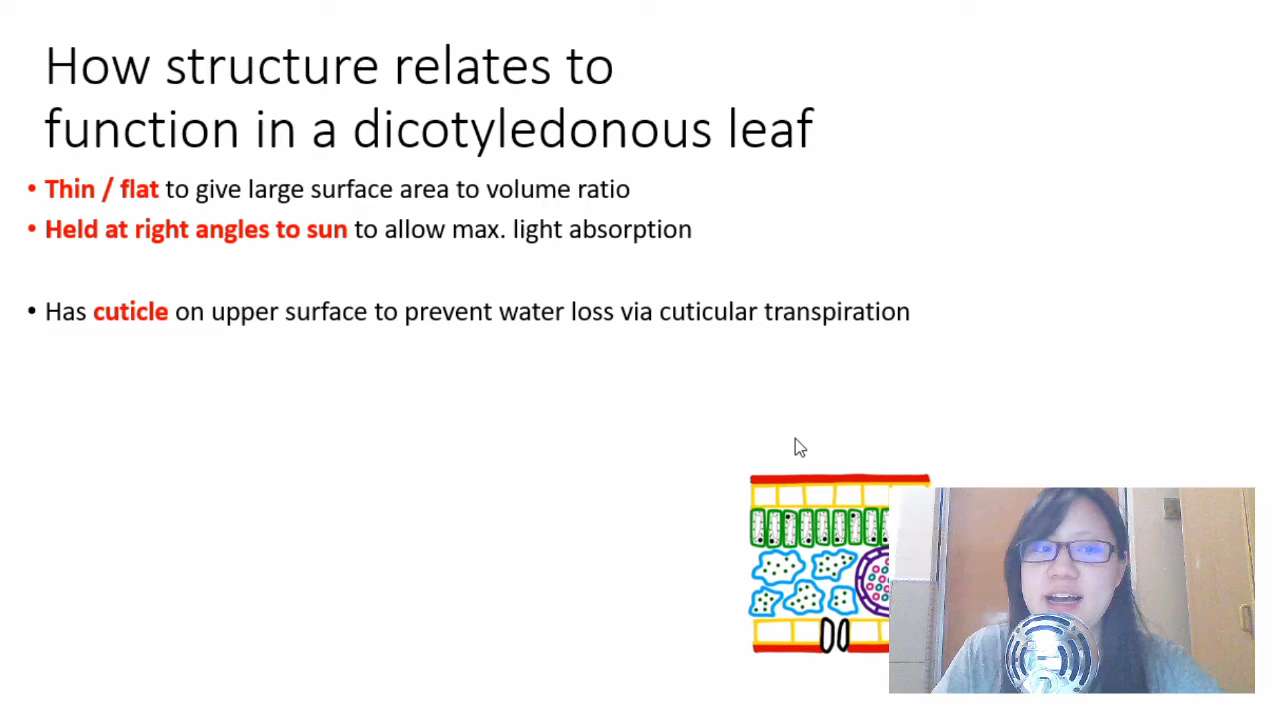 How structure relates to
function in a dicotyledonous leaf
• Thin / flat to give large surface area to volume ratio
• Held at right angles to sun to allow max. light absorption
• Has cuticle on upper surface to prevent water loss via cuticular transpiration